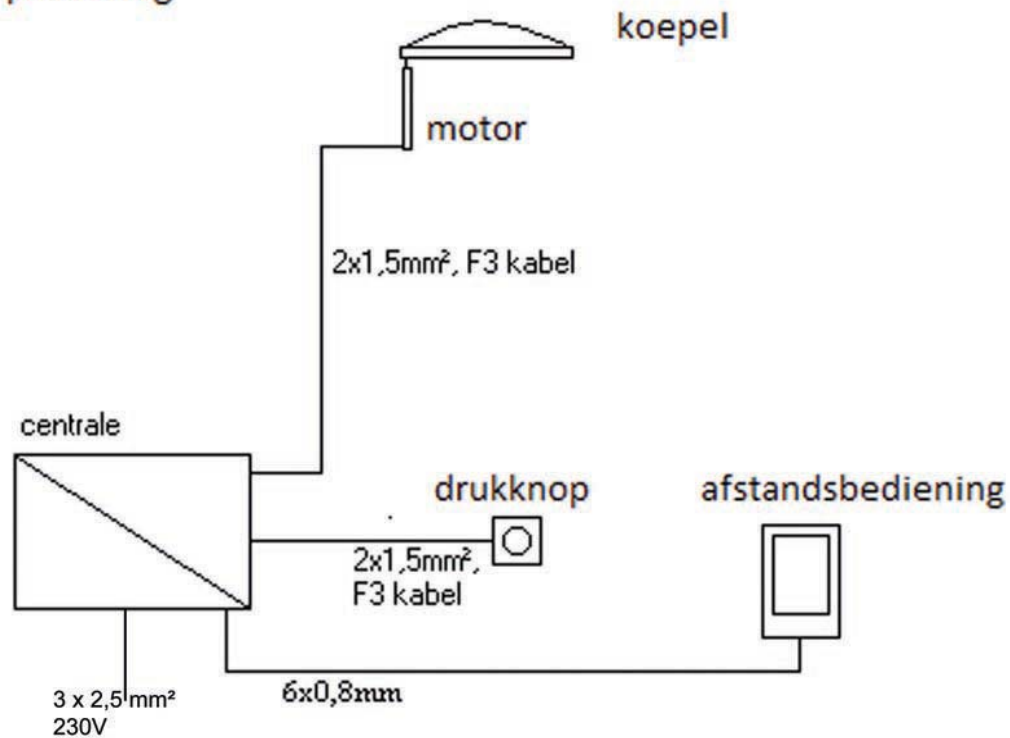 koepel
motor
2x1,5mm², F3 kabel
centrale
drukknop
afstandsbediening
2x1,5mm²,
F3 kabel
6x0,8mm
3 x 2,5 mm²
230V